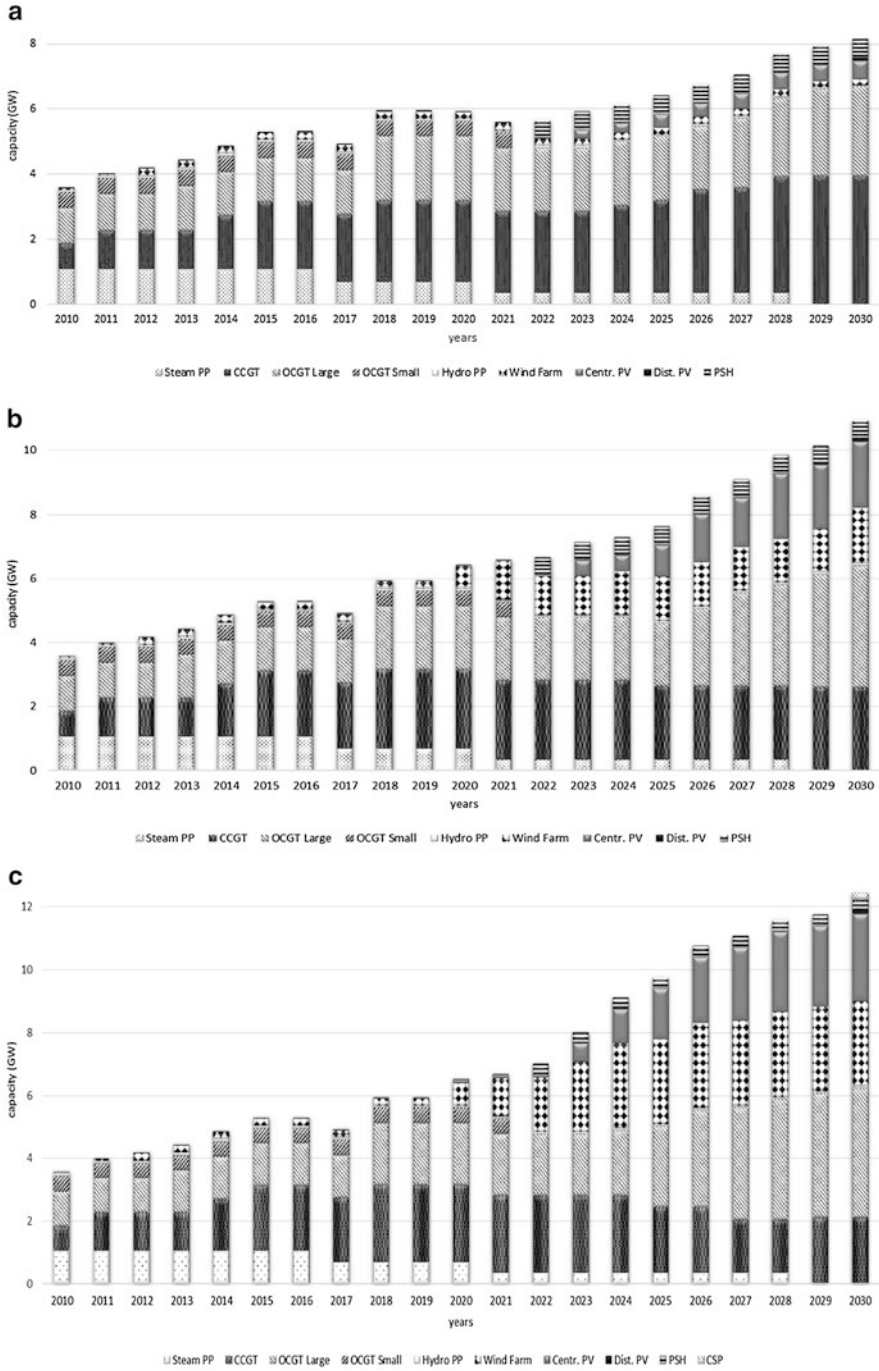 a
8
6
4
2
0
capacity (GW)
2010 2011 2012 2013 2014 2015 2016 2017 2018 2019 2020 2021 2022 2023 2024 2025 2026 2027 2028 2029 2030
years
Steam PP CCGT OCGT Large OCGT Small Hydro PP Wind Farm Centr. PV Dist. PV PSH
b
10
8
6
4
2
0
capacity (GW)
2010 2011 2012 2013 2014 2015 2016 2017 2018 2019 2020 2021 2022 2023 2024 2025 2026 2027 2028 2029 2030
years
Steam PP CCGT OCGT Large OCGT Small Hydro PP Wind Farm Centr. PV Dist. PV PSH
c
12
10
8
6
4
2
0
capacity (GW)
2010 2011 2012 2013 2014 2015 2016 2017 2018 2019 2020 2021 2022 2023 2024 2025 2026 2027 2028 2029 2030
years
Steam PP CCGT OCGT Large OCGT Small Hydro PP Wind Farm Centr. PV Dist. PV PSH CSP